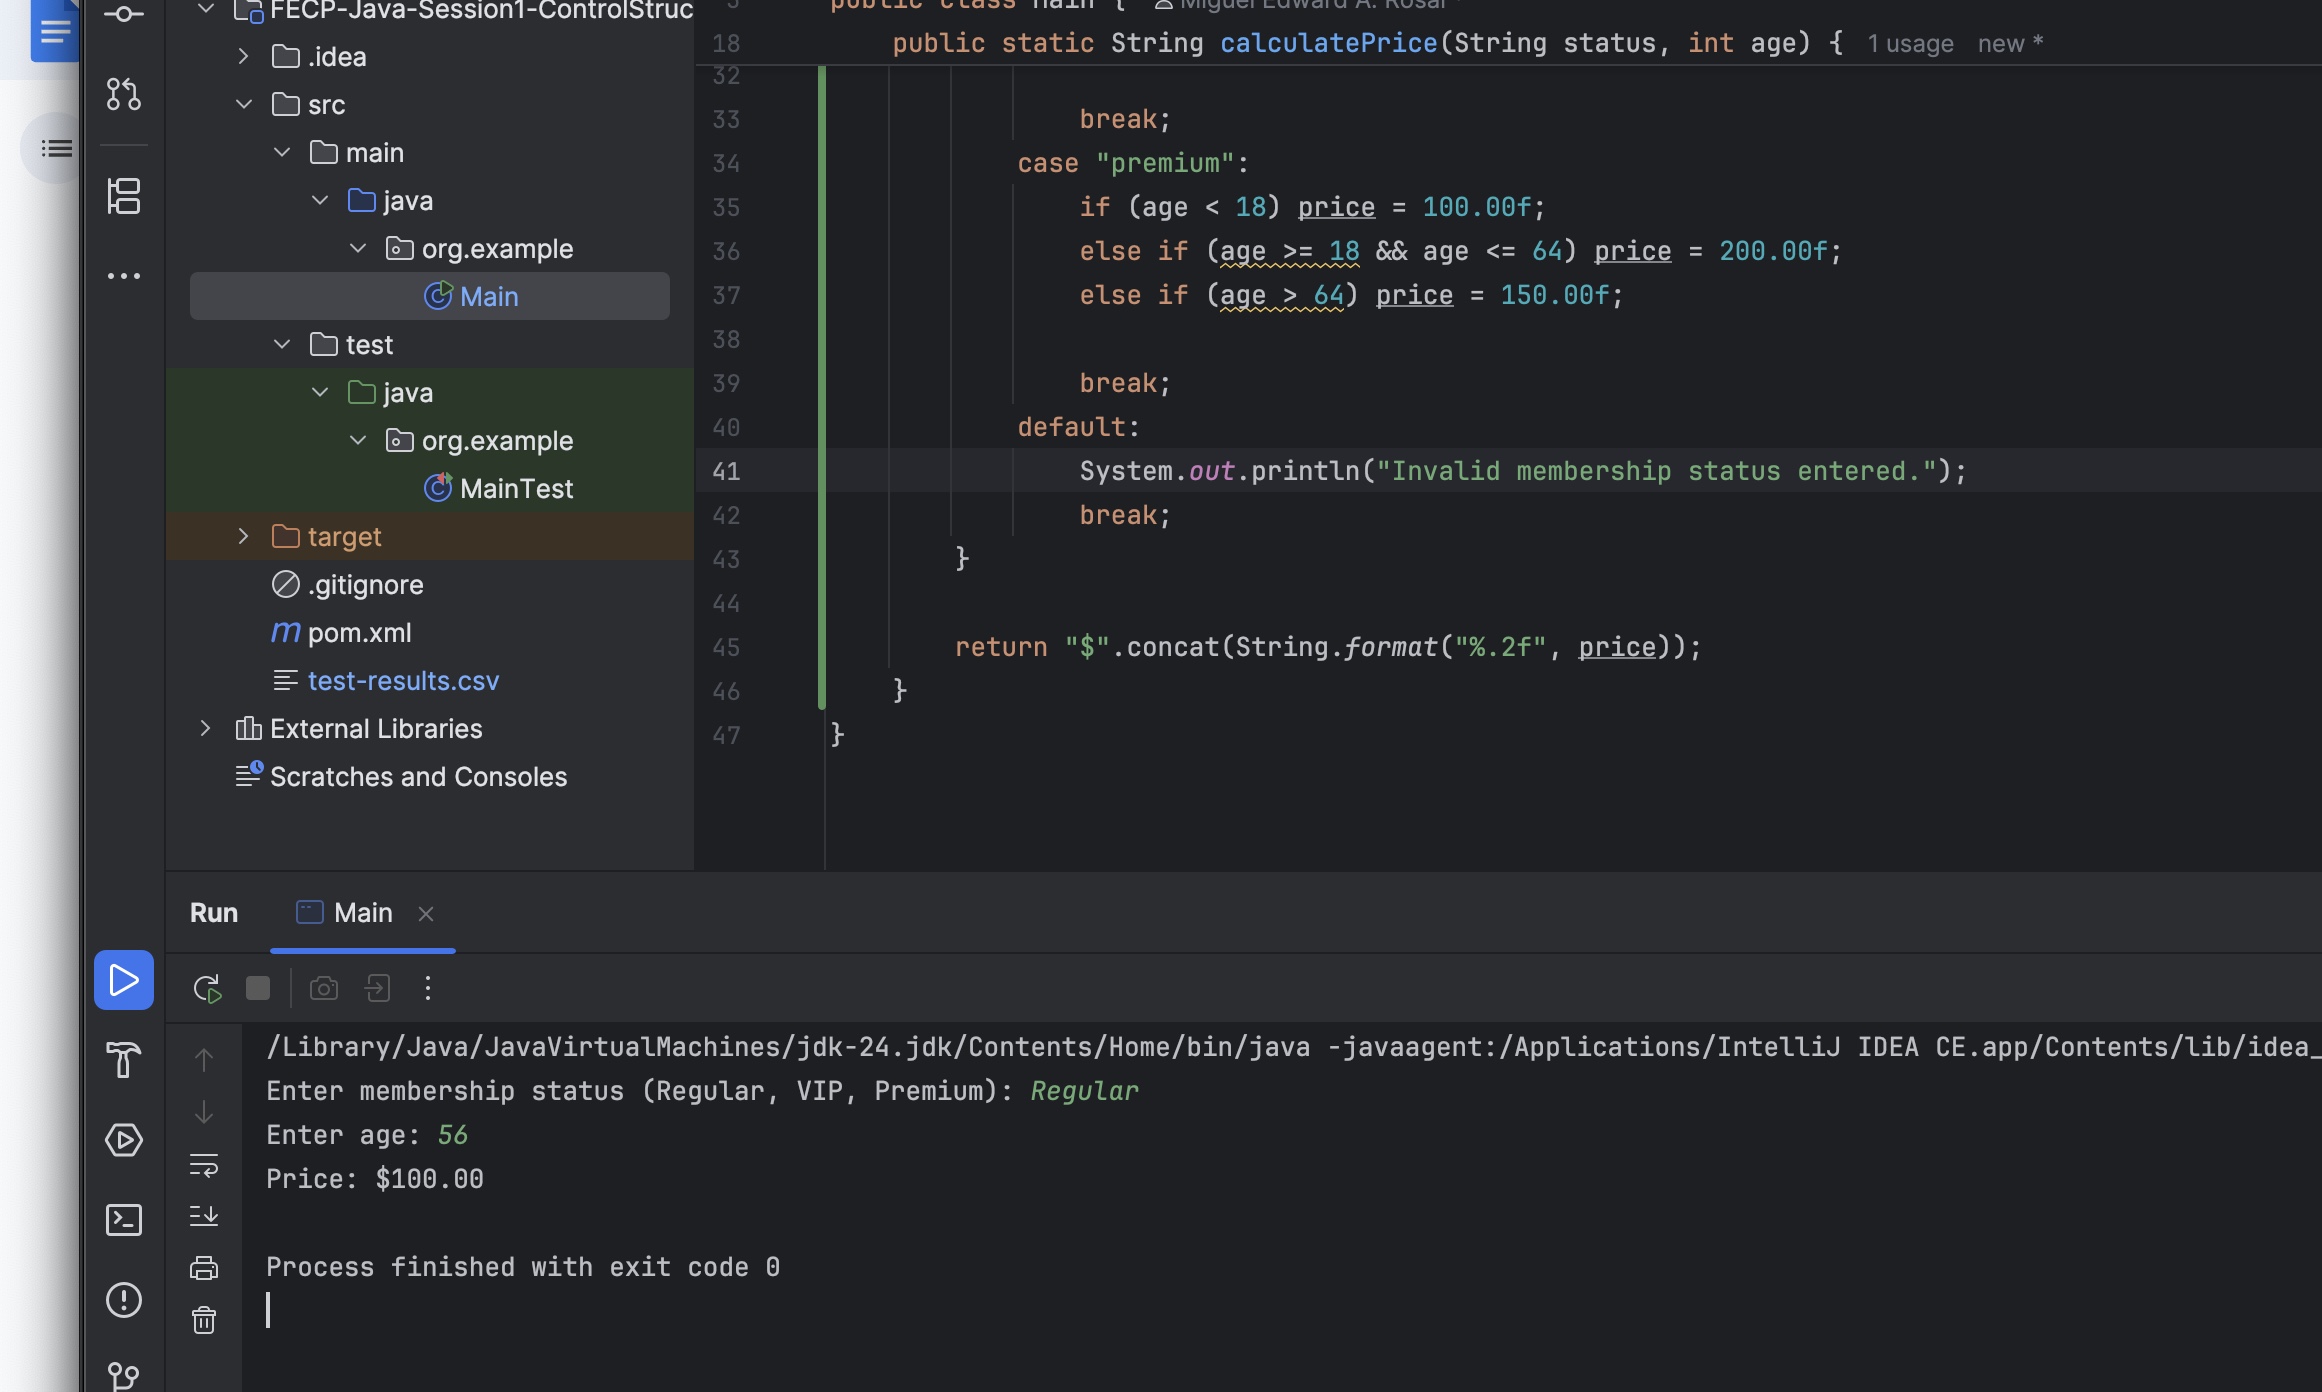 FECP-Java-Session1-ControlStruc
.idea
src
main
java
org.example
Main
test
java
org.example
MainTest
target
.gitignore
m pom.xml
test-results.csv
External Libraries
Scratches and Consoles
public class Main { Miguel Edward A. Rosal *
18 public static String calculatePrice(String status, int age) { 1 usage new *
32
33 break;
34 case "premium":
35 if (age < 18) price = 100.00f;
36 else if (age >= 18 && age <= 64) price = 200.00f;
37 else if (age > 64) price = 150.00f;
38
39 break;
40 default:
41 System.out.println("Invalid membership status entered.");
42 break;
43 }
44
45 return "$".concat(String.format("%.2f", price));
46 }
47 }
Run Main
/Library/Java/JavaVirtualMachines/jdk-24.jdk/Contents/Home/bin/java -javaagent:/Applications/IntelliJ IDEA CE.app/Contents/lib/idea_
Enter membership status (Regular, VIP, Premium): Regular
Enter age: 56
Price: $100.00
Process finished with exit code 0